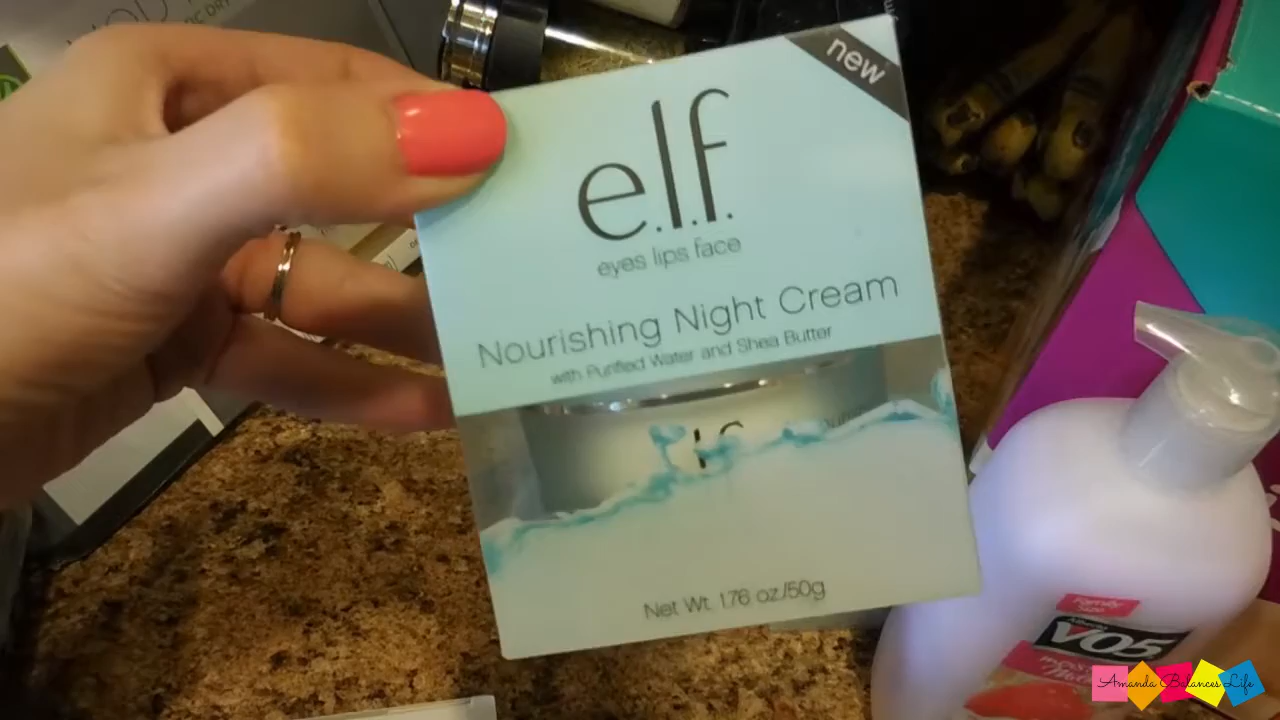 new
e.l.f.
eyes lips face
Nourishing Night Cream
with Purified Water and Shea Butter
Net Wt. 1.76 oz/50g
Family
Size
Alberto
VO5
Amanda Balances Life